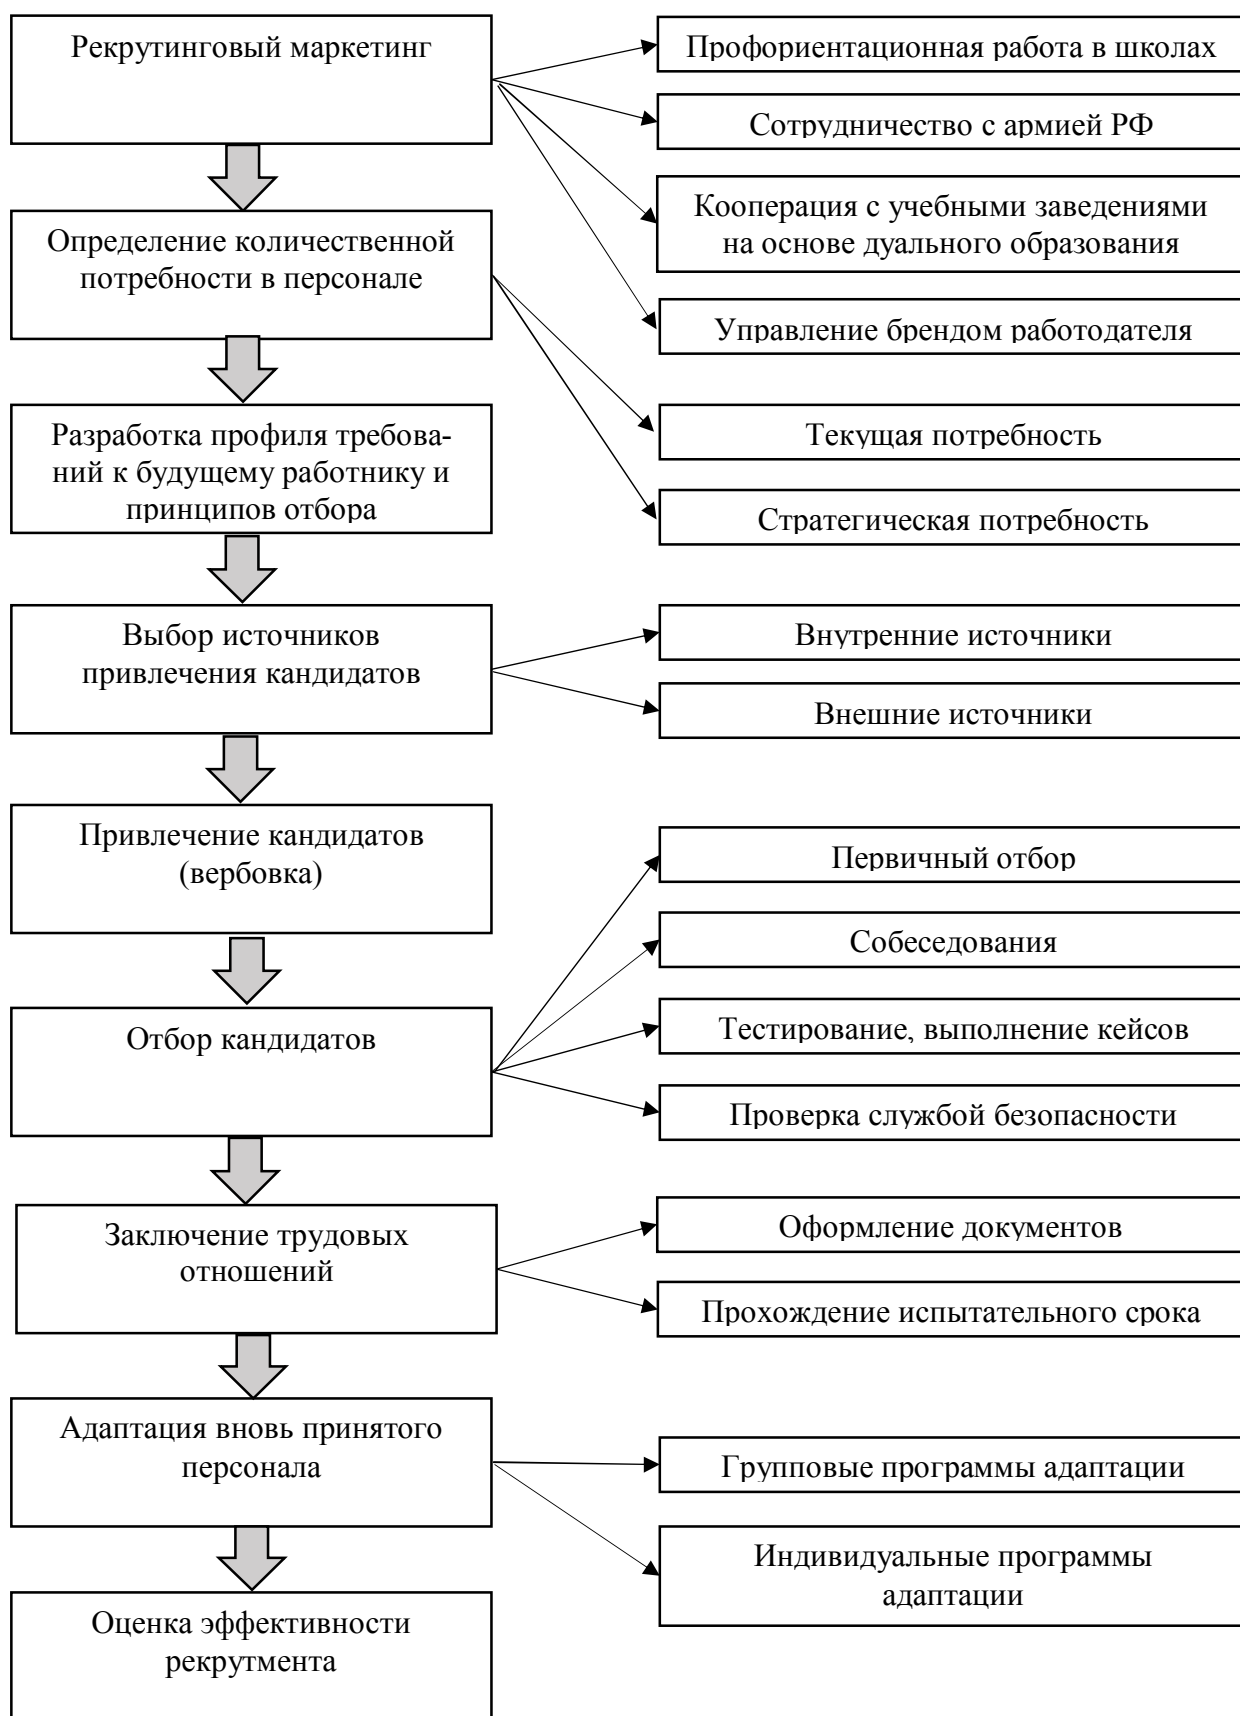 Рекрутинговый маркетинг
Профориентационная работа в школах
Сотрудничество с армией РФ
Кооперация с учебными заведениями
на основе дуального образования
Управление брендом работодателя
Определение количественной
потребности в персонале
Текущая потребность
Стратегическая потребность
Разработка профиля требова-
ний к будущему работнику и
принципов отбора
Выбор источников
привлечения кандидатов
Внутренние источники
Внешние источники
Привлечение кандидатов
(вербовка)
Отбор кандидатов
Первичный отбор
Собеседования
Тестирование, выполнение кейсов
Проверка службой безопасности
Заключение трудовых
отношений
Оформление документов
Прохождение испытательного срока
Адаптация вновь принятого
персонала
Групповые программы адаптации
Индивидуальные программы
адаптации
Оценка эффективности
рекрутмента